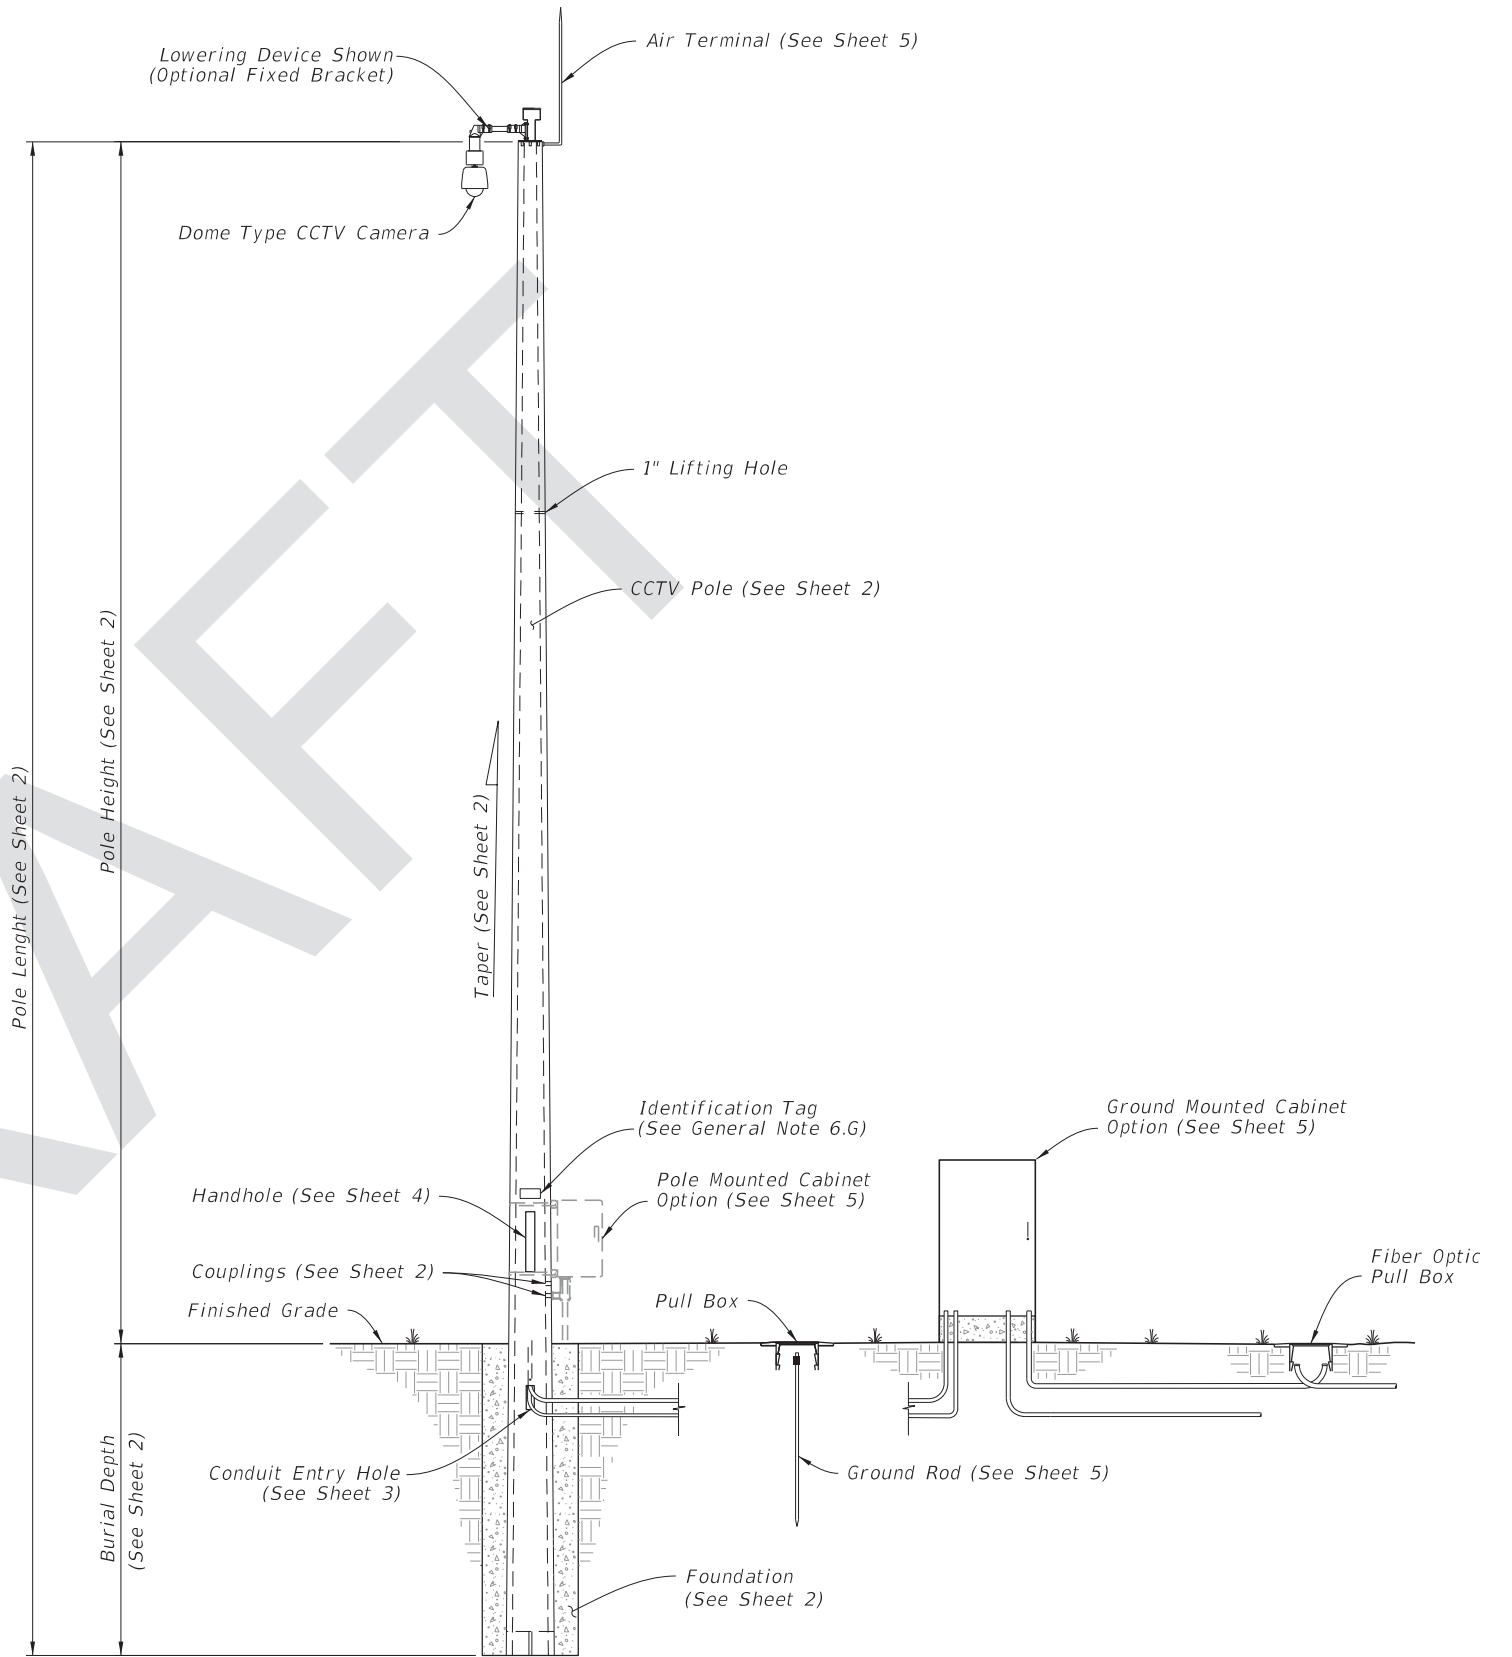 Lowering Device Shown
(Optional Fixed Bracket)
Air Terminal (See Sheet 5)
Dome Type CCTV Camera
1" Lifting Hole
CCTV Pole (See Sheet 2)
Pole Height (See Sheet 2)
Pole Lenght (See Sheet 2)
Taper (See Sheet 2)
Identification Tag
(See General Note 6.G)
Ground Mounted Cabinet
Option (See Sheet 5)
Handhole (See Sheet 4)
Pole Mounted Cabinet
Option (See Sheet 5)
Couplings (See Sheet 2)
Finished Grade
Pull Box
Fiber Optic
Pull Box
Burial Depth
(See Sheet 2)
Conduit Entry Hole
(See Sheet 3)
Ground Rod (See Sheet 5)
Foundation
(See Sheet 2)
AFT